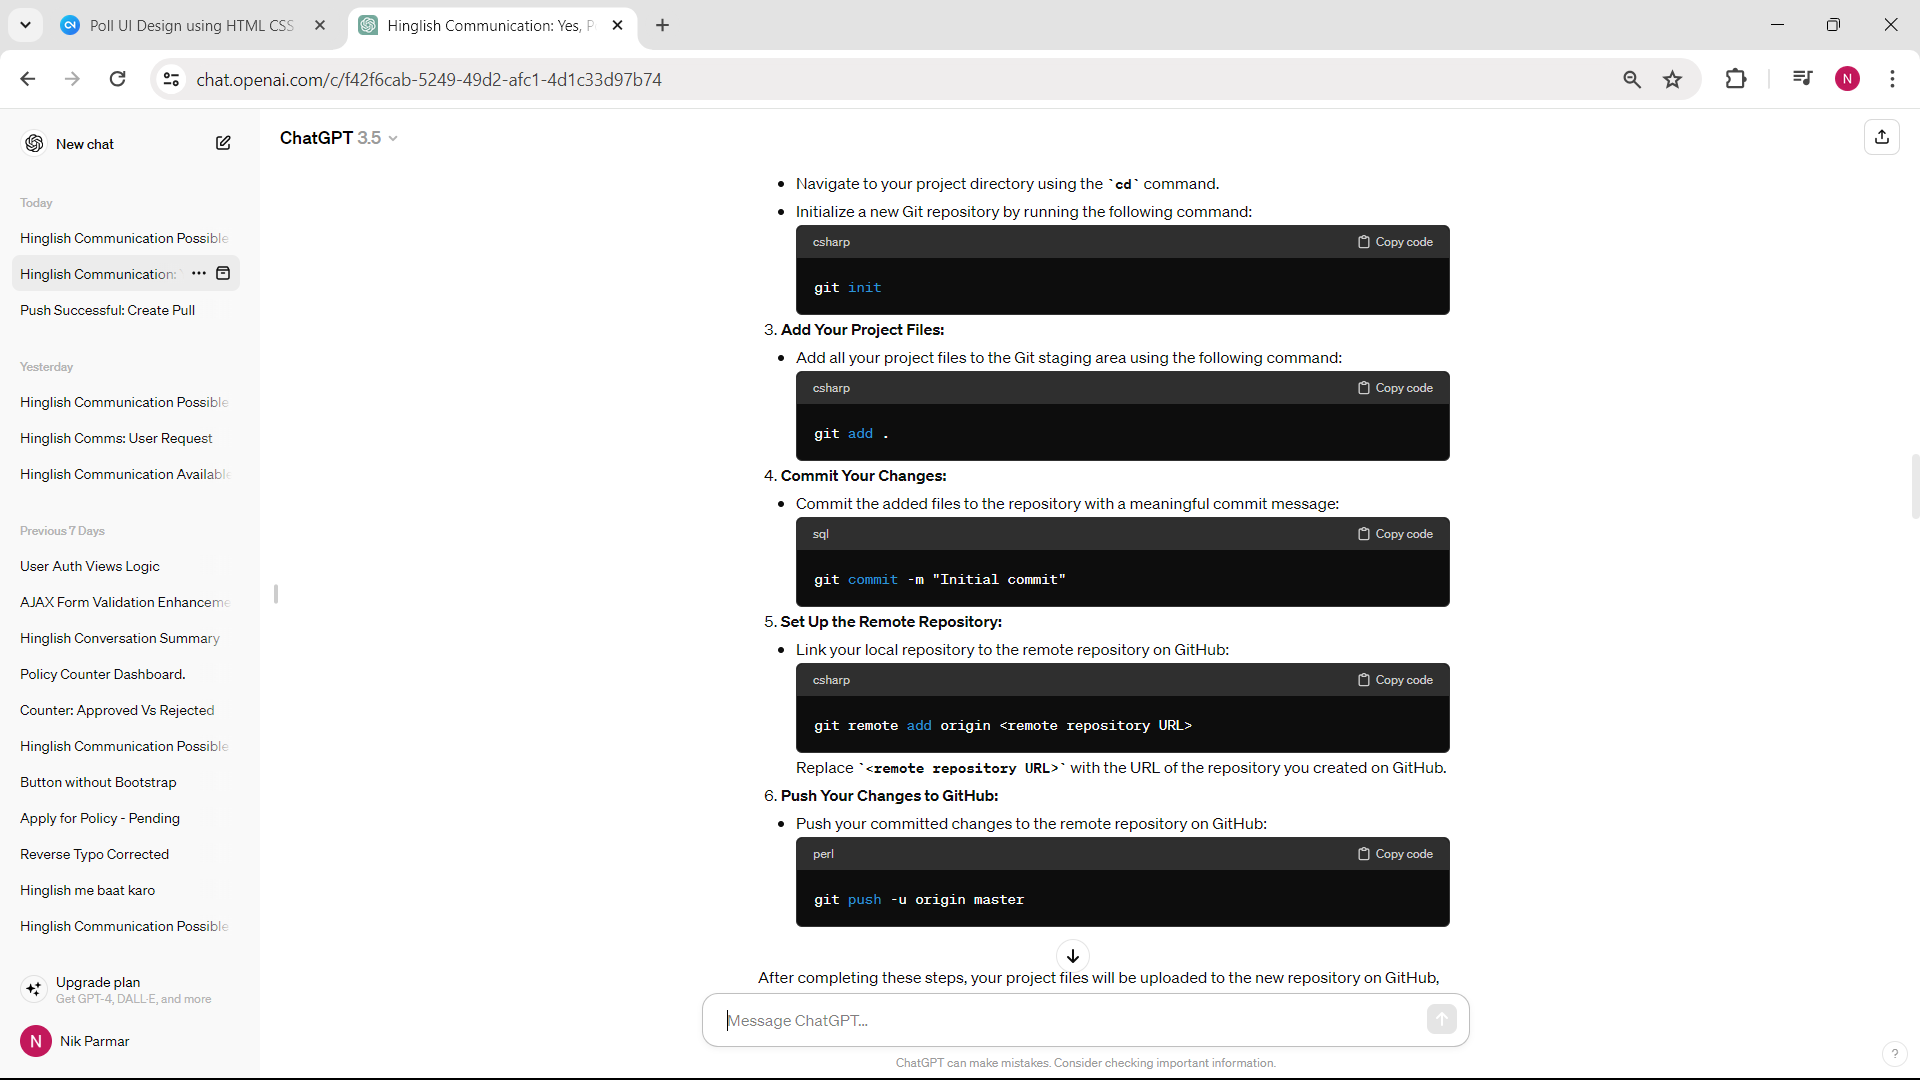 Poll UI Design using HTML CSS
Hinglish Communication: Yes, P
chat.openai.com/c/f42f6cab-5249-49d2-afc1-4d1c33d97b74
N
New chat
Today
Hinglish Communication Possible
Hinglish Communication:
Push Successful: Create Pull
Yesterday
Hinglish Communication Possible
Hinglish Comms: User Request
Hinglish Communication Available
Previous 7 Days
User Auth Views Logic
AJAX Form Validation Enhanceme
Hinglish Conversation Summary
Policy Counter Dashboard.
Counter: Approved Vs Rejected
Hinglish Communication Possible
Button without Bootstrap
Apply for Policy - Pending
Reverse Typo Corrected
Hinglish me baat karo
Hinglish Communication Possible
Upgrade plan
Get GPT-4, DALL·E, and more
N
Nik Parmar
ChatGPT 3.5
• Navigate to your project directory using the `cd` command.
• Initialize a new Git repository by running the following command:
csharp
Copy code
git init
3. Add Your Project Files:
• Add all your project files to the Git staging area using the following command:
csharp
Copy code
git add .
4. Commit Your Changes:
• Commit the added files to the repository with a meaningful commit message:
sql
Copy code
git commit -m "Initial commit"
5. Set Up the Remote Repository:
• Link your local repository to the remote repository on GitHub:
csharp
Copy code
git remote add origin <remote repository URL>
Replace `<remote repository URL>` with the URL of the repository you created on GitHub.
6. Push Your Changes to GitHub:
• Push your committed changes to the remote repository on GitHub:
perl
Copy code
git push -u origin master
After completing these steps, your project files will be uploaded to the new repository on GitHub,
Message ChatGPT...
ChatGPT can make mistakes. Consider checking important information.
?